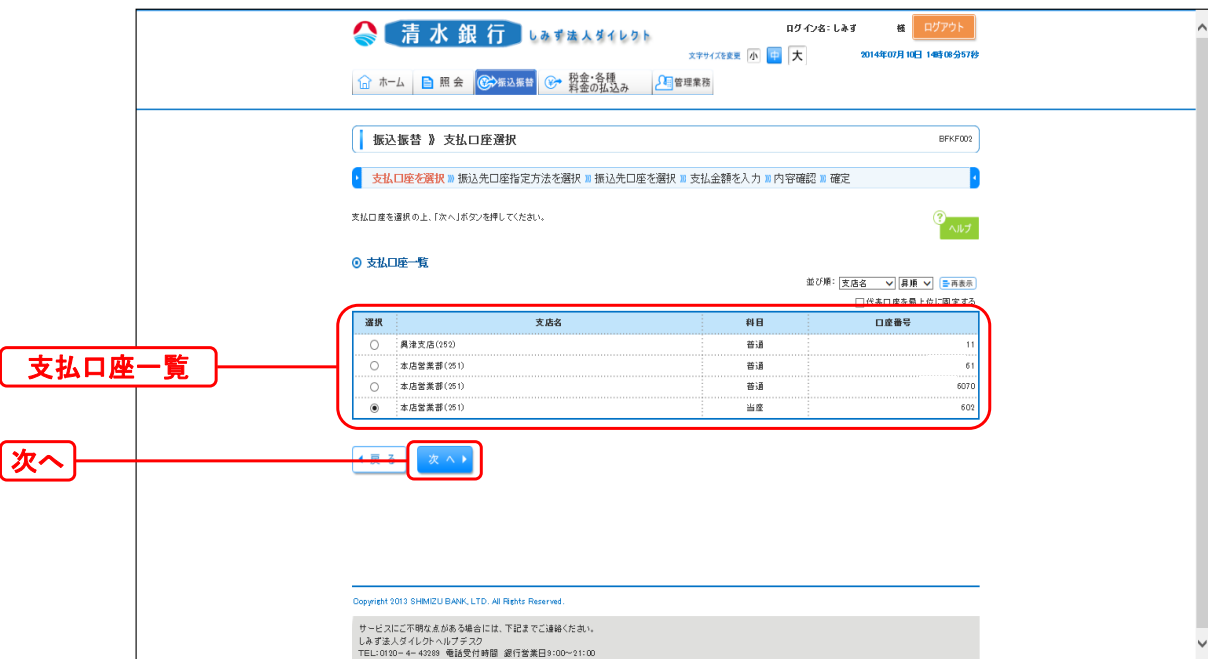 清水銀行 しみず法人ダイレクト
ログイン名：しみず 様 ログアウト
文字サイズを変更 小 中 大 2014年07月10日 14時08分57秒
ホーム 照会 振込振替 税金・各種料金の払込み 管理業務
振込振替 》 支払口座選択 BFKF002
支払口座を選択 》 振込先口座指定方法を選択 》 振込先口座を選択 》 支払金額を入力 》 内容確認 》 確定
支払口座を選択の上、「次へ」ボタンを押してください。
? ヘルプ
支払口座一覧
並び順： 支店名 昇順 再表示
代表口座を最上位に固定する
選択 支店名 科目 口座番号
興津支店(252) 普通 11
本店営業部(251) 普通 61
本店営業部(251) 普通 6070
本店営業部(251) 当座 602
支払口座一覧
次へ
戻る 次へ
Copyright 2013 SHIMIZU BANK, LTD. All Rights Reserved.
サービスにご不明な点がある場合には、下記までご連絡ください。
しみず法人ダイレクトヘルプデスク
TEL:0120-4-43289 電話受付時間 銀行営業日9:00～21:00